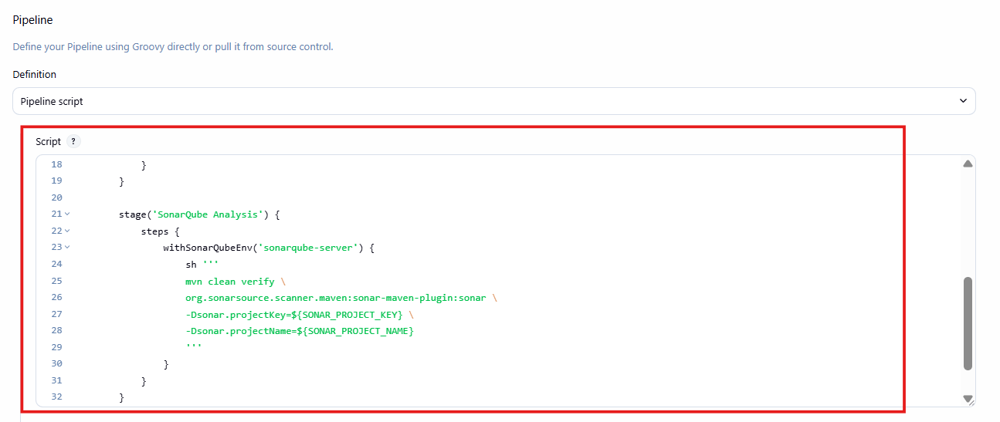 Pipeline
Define your Pipeline using Groovy directly or pull it from source control.
Definition
Pipeline script
Script ?
18 }
19 }
20
21 stage('SonarQube Analysis') {
22 steps {
23 withSonarQubeEnv('sonarqube-server') {
24 sh '''
25 mvn clean verify \
26 org.sonarsource.scanner.maven:sonar-maven-plugin:sonar \
27 -Dsonar.projectKey=${SONAR_PROJECT_KEY} \
28 -Dsonar.projectName=${SONAR_PROJECT_NAME}
29 '''
30 }
31 }
32 }